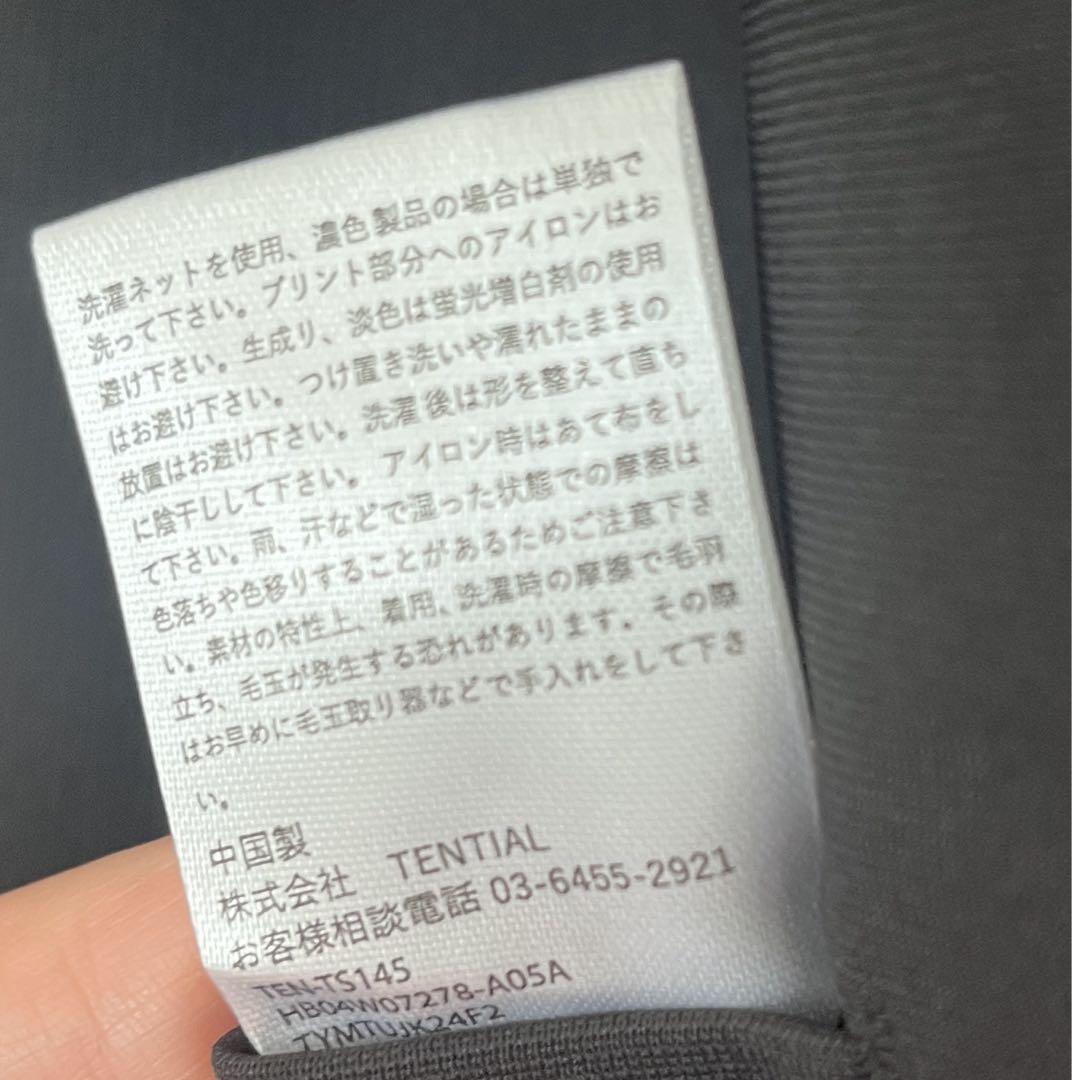 洗濯ネットを使用、濃色製品の場合は単独で
洗って下さい。プリント部分へのアイロンはお
避け下さい。生成り、淡色は蛍光増白剤の使用
はお避け下さい。つけ置き洗いや濡れたままの
放置はお避け下さい。洗濯後は形を整えて直ち
に陰干しして下さい。アイロン時はあて布をし
て下さい。雨、汗などで湿った状態での摩擦は
色落ちや色移りすることがあるためご注意下さ
い。素材の特性上、着用、洗濯時の摩擦で毛羽
立ち、毛玉が発生する恐れがあります。その際
はお早めに毛玉取り器などで手入れをして下さ
い。
中国製
株式会社 TENTIAL
お客様相談電話 03-6455-2921
TEN-TS145
HB04W07278-A05A
TYMTUJK24F2